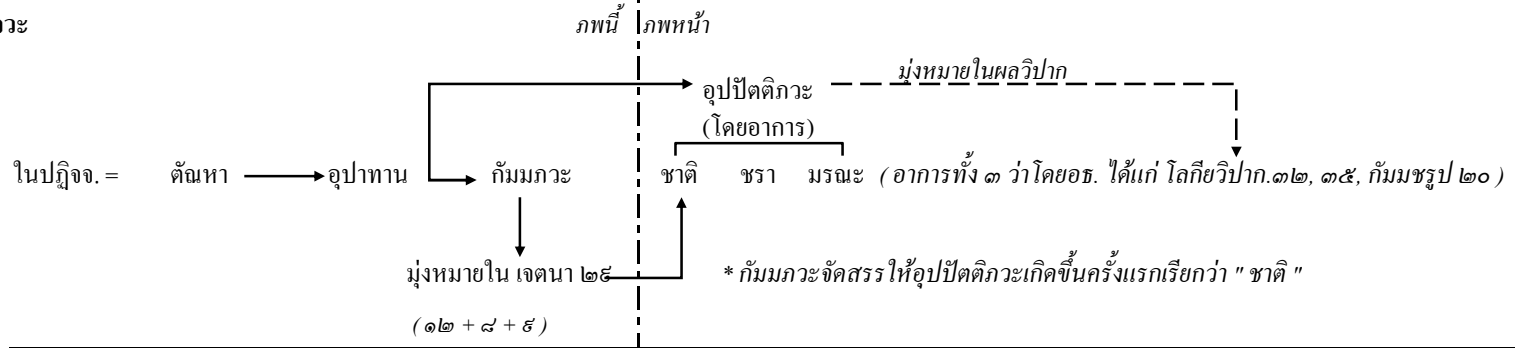 ภพนี้ ภพหน้า
มุ่งหมายในผลวิปาก
อุปปัตติภวะ
(โดยอาการ)
ในปฏิจจ. = ตัณหา อุปาทาน กัมมภวะ ชาติ ชรา มรณะ ( อาการทั้ง ๓ ว่าโดยอธ. ได้แก่ โลกียวิปาก.๓๒, ๓๕, กัมมชรูป ๒๐ )
มุ่งหมายใน เจตนา ๒๙ * กัมมภวะจัดสรรให้อุปปัตติภวะเกิดขึ้นครั้งแรกเรียกว่า " ชาติ "
( ๑๒ + ๘ + ๙ )